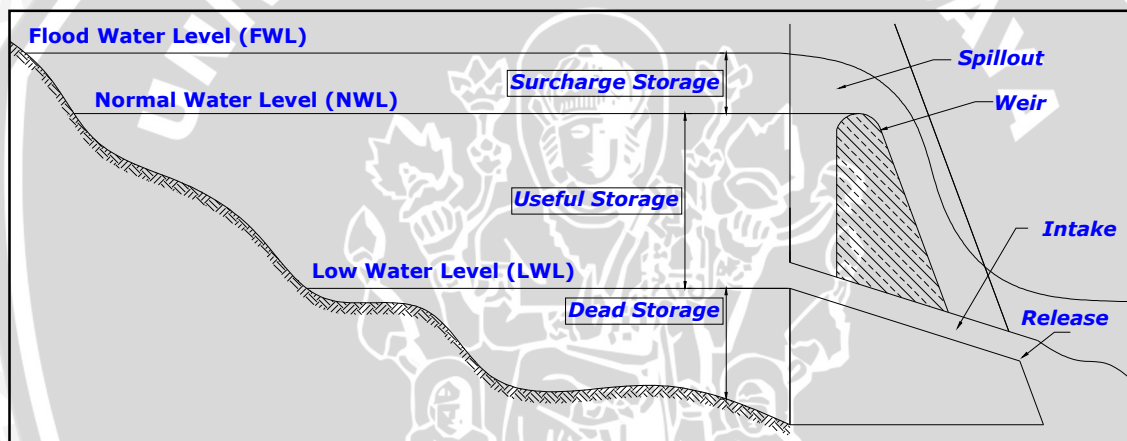 Flood Water Level (FWL)
Spillout
Surcharge Storage
Normal Water Level (NWL)
Weir
Useful Storage
Intake
Low Water Level (LWL)
Dead Storage
Release